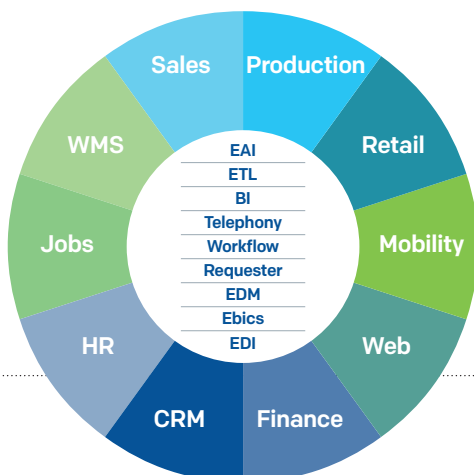 Sales
Production
WMS
Retail
EAI
ETL
BI
Telephony
Workflow
Requester
EDM
Ebics
EDI
Jobs
Mobility
HR
Web
CRM
Finance